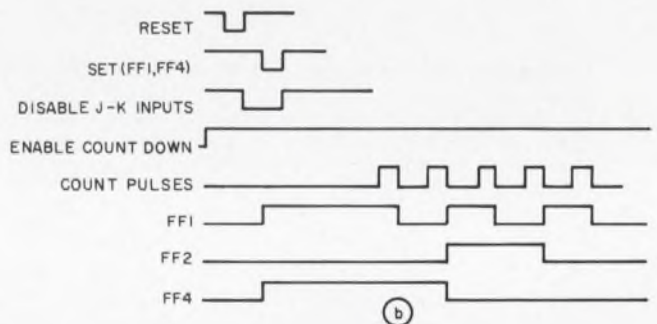 RESET
SET(FF1,FF4)
DISABLE J-K INPUTS
ENABLE COUNT DOWN
COUNT PULSES
FF1
FF2
FF4
b